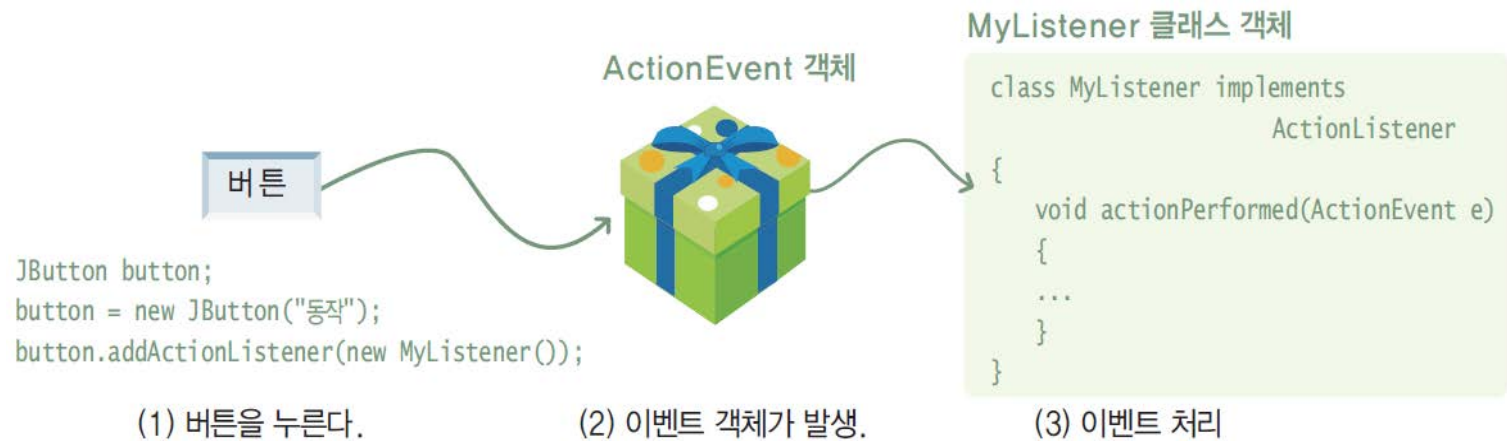 MyListener 클래스 객체
ActionEvent 객체
class MyListener implements
ActionListener
{
void actionPerformed(ActionEvent e)
{
...
}
}
버튼
JButton button;
button = new JButton("동작");
button.addActionListener(new MyListener());
(1) 버튼을 누른다.
(2) 이벤트 객체가 발생.
(3) 이벤트 처리